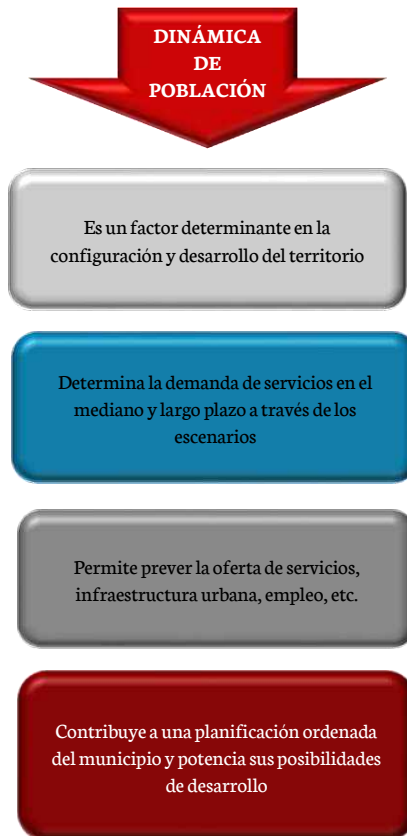 DINÁMICA
DE
POBLACIÓN
Es un factor determinante en la
configuración y desarrollo del territorio
Determina la demanda de servicios en el
mediano y largo plazo a través de los
escenarios
Permite prever la oferta de servicios,
infraestructura urbana, empleo, etc.
Contribuye a una planificación ordenada
del municipio y potencia sus posibilidades
de desarrollo